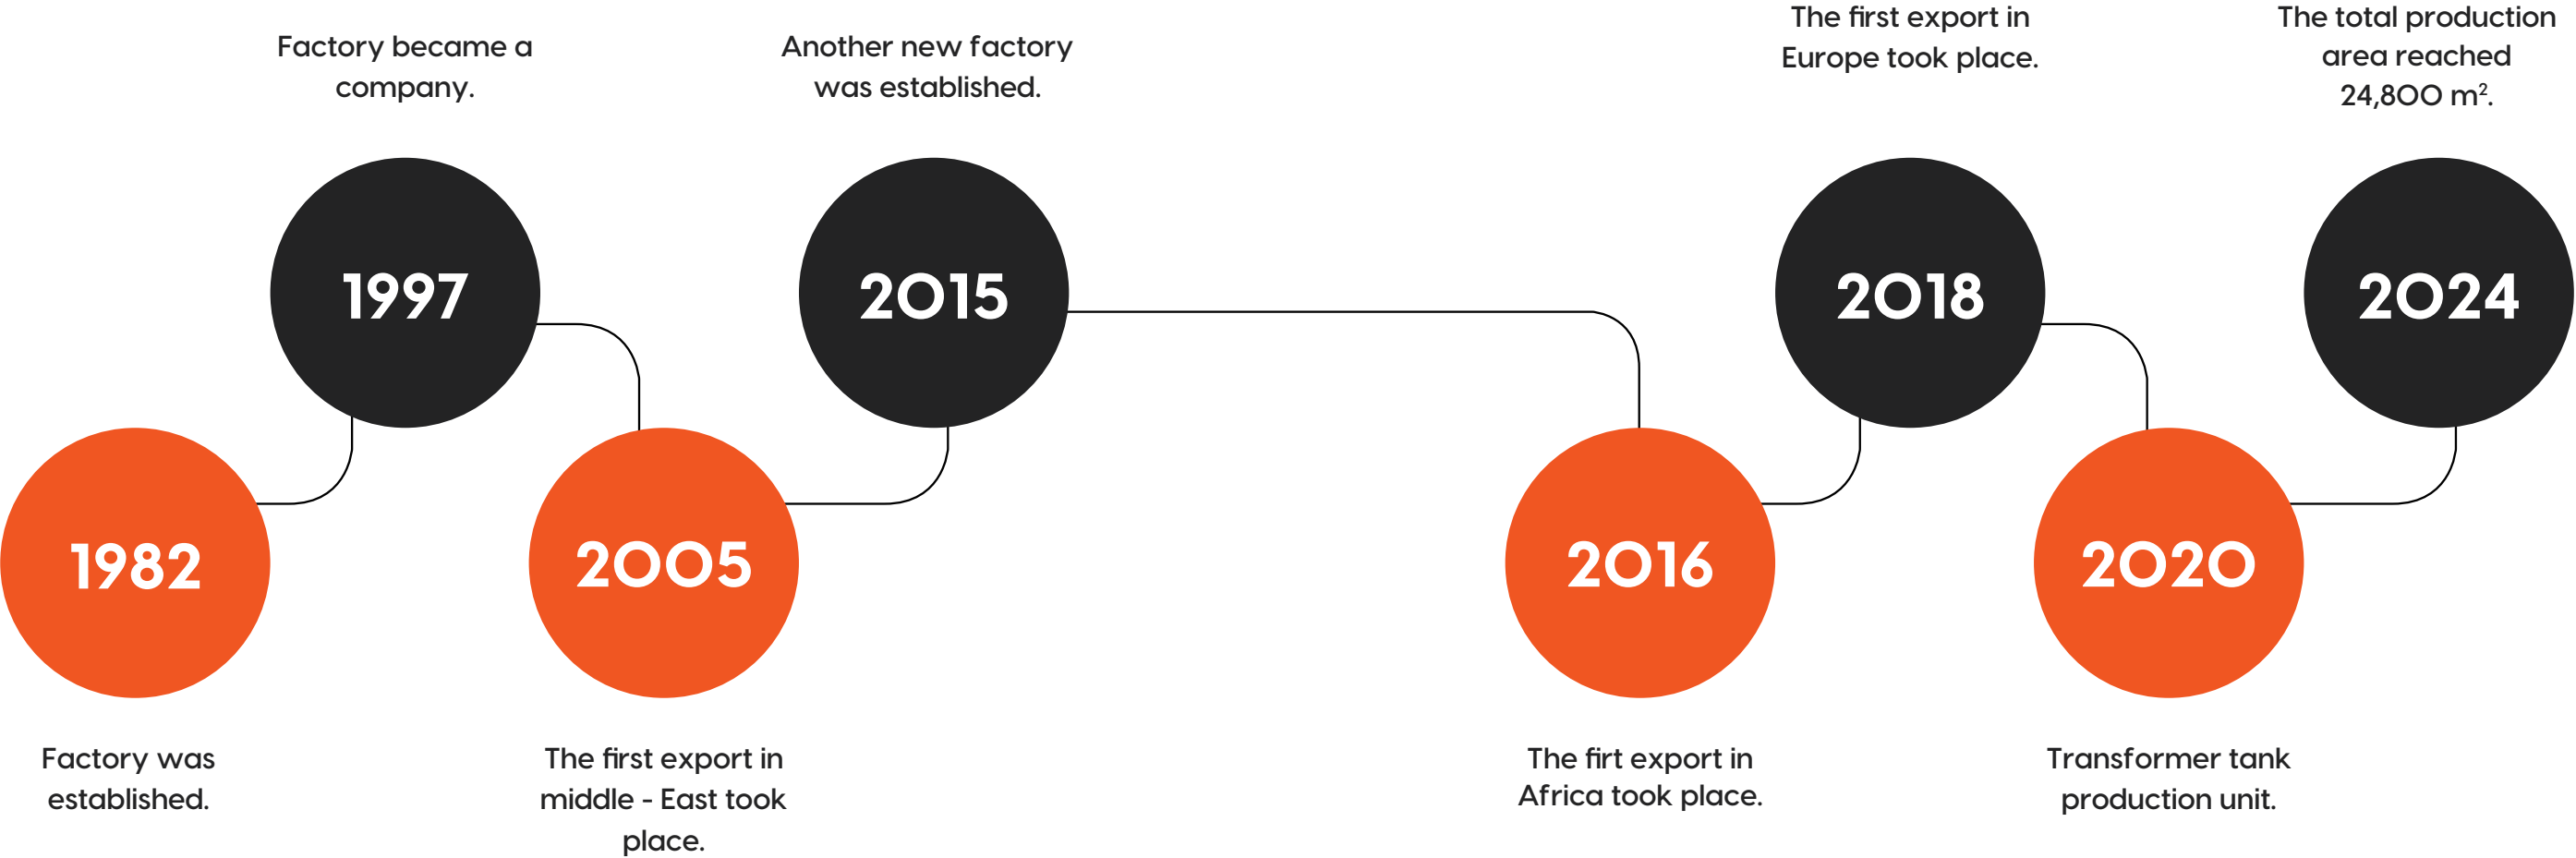 Factory became a
company.
Another new factory
was established.
The first export in
Europe took place.
The total production
area reached
24,800 m².
1997
2015
2018
2024
1982
2005
2016
2020
Factory was
established.
The first export in
middle - East took
place.
The firt export in
Africa took place.
Transformer tank
production unit.